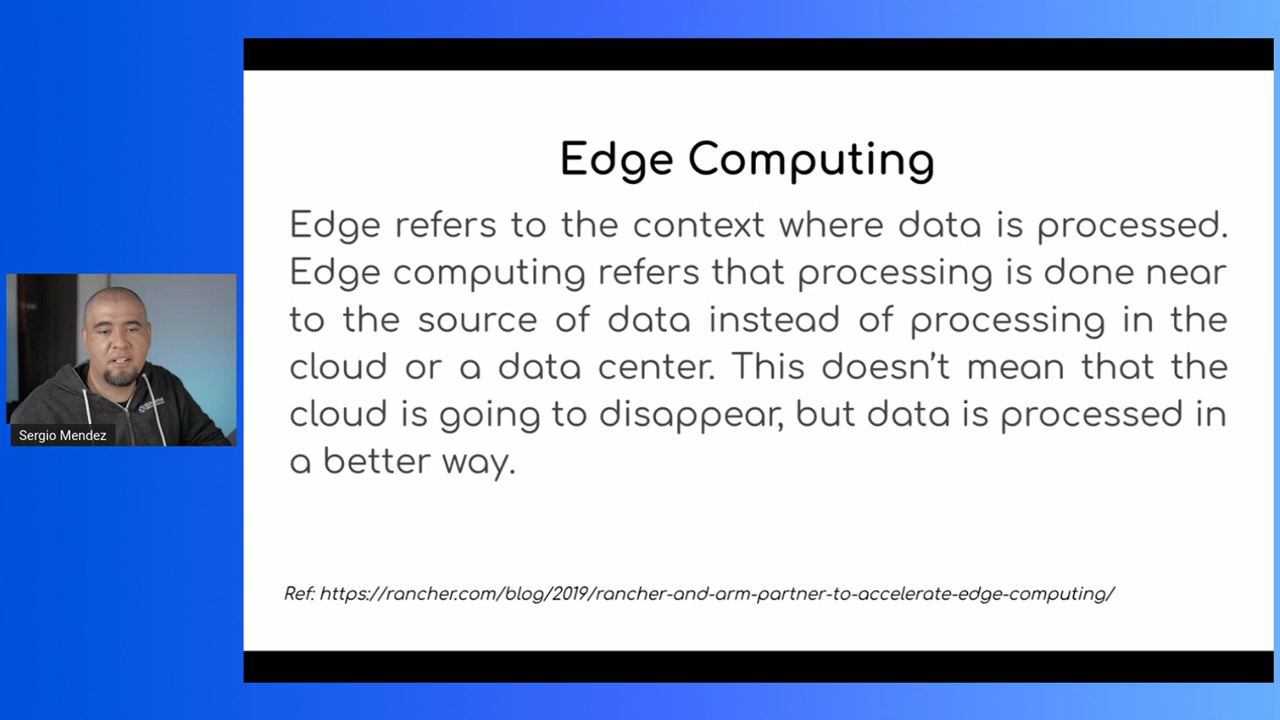 Edge Computing
Edge refers to the context where data is processed.
Edge computing refers that processing is done near
to the source of data instead of processing in the
cloud or a data center. This doesn't mean that the
cloud is going to disappear, but data is processed in
a better way.
Sergio Mendez
Ref: https://rancher.com/blog/2019/rancher-and-arm-partner-to-accelerate-edge-computing/